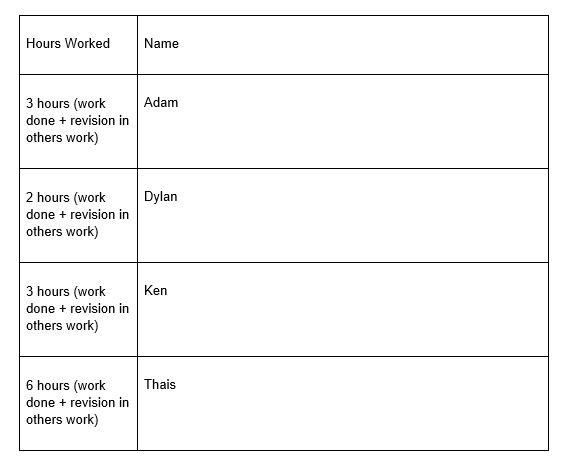 Hours Worked
Name
3 hours (work
done + revision in
others work)
Adam
2 hours (work
done + revision in
others work)
Dylan
3 hours (work
done + revision in
others work)
Ken
6 hours (work
done + revision in
others work)
Thais